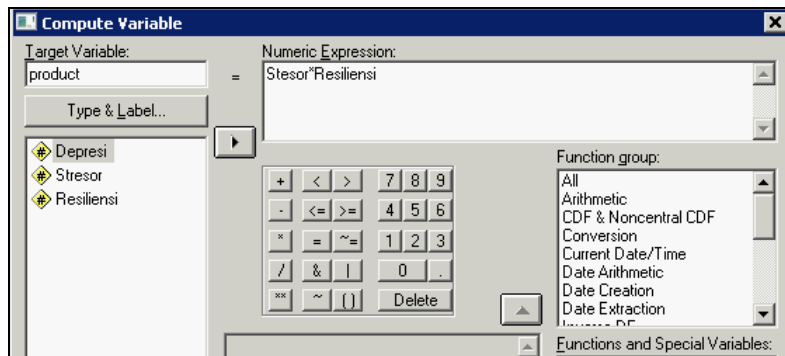 Compute Variable
Target Variable:
product
=
Numeric Expression:
Stesor*Resiliensi
Type & Label...
Depresi
Stresor
Resiliensi
+ < > 7 8 9
- <= >= 4 5 6
* = ~= 1 2 3
/ & | 0 .
** ~ () Delete
Function group:
All
Arithmetic
CDF & Noncentral CDF
Conversion
Current Date/Time
Date Arithmetic
Date Creation
Date Extraction
Functions and Special Variables: